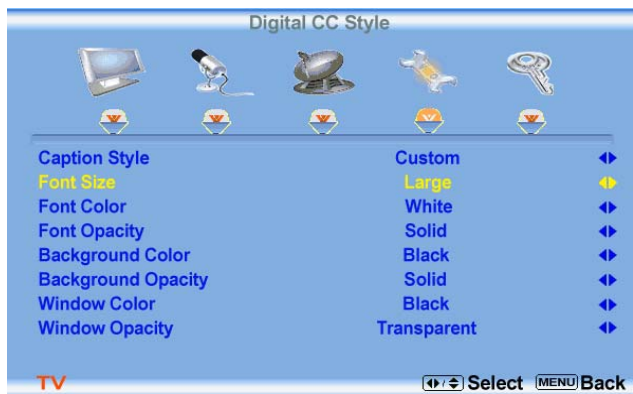 Digital CC Style
Caption Style Custom
Font Size Large
Font Color White
Font Opacity Solid
Background Color Black
Background Opacity Solid
Window Color Black
Window Opacity Transparent
TV Select MENU Back